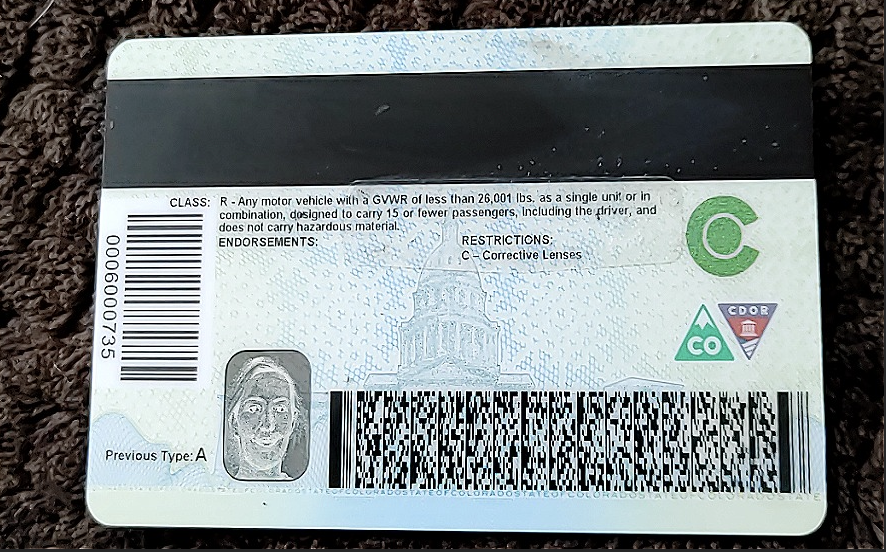 CLASS: R - Any motor vehicle with a GVWR of less than 26,001 lbs. as a single unit or in
combination, designed to carry 15 or fewer passengers, including the driver, and
does not carry hazardous material.
ENDORSEMENTS: RESTRICTIONS:
C – Corrective Lenses
0006000735
C
CO
CDOR
Previous Type: A
STATEOFCOLORADOSTATEOFCOLORADOSTATEOFCOLORADOSTATEOFCOLORADOSTATE